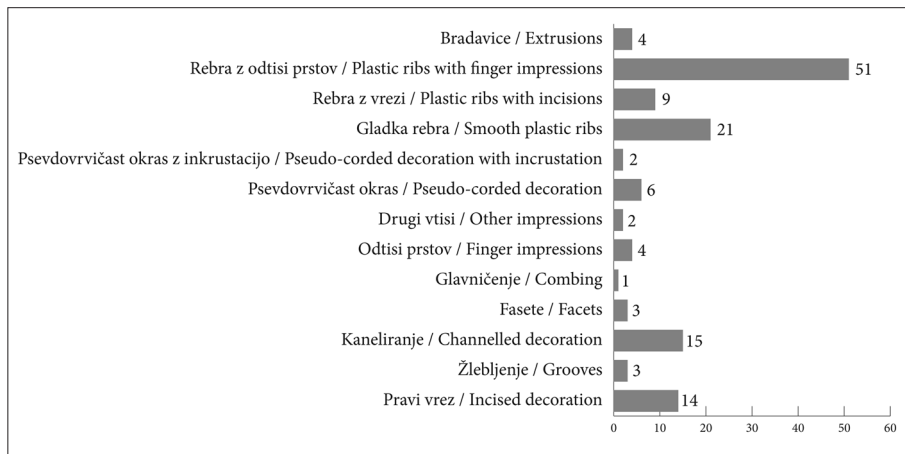 Bradavice / Extrusions 4
Rebra z odtisi prstov / Plastic ribs with finger impressions 51
Rebra z vrezi / Plastic ribs with incisions 9
Gladka rebra / Smooth plastic ribs 21
Psevdovrvičast okras z inkrustacijo / Pseudo-corded decoration with incrustation 2
Psevdovrvičast okras / Pseudo-corded decoration 6
Drugi vtisi / Other impressions 2
Odtisi prstov / Finger impressions 4
Glavničenje / Combing 1
Fasete / Facets 3
Kaneliranje / Channelled decoration 15
Žlebljenje / Grooves 3
Pravi vrez / Incised decoration 14
0 10 20 30 40 50 60